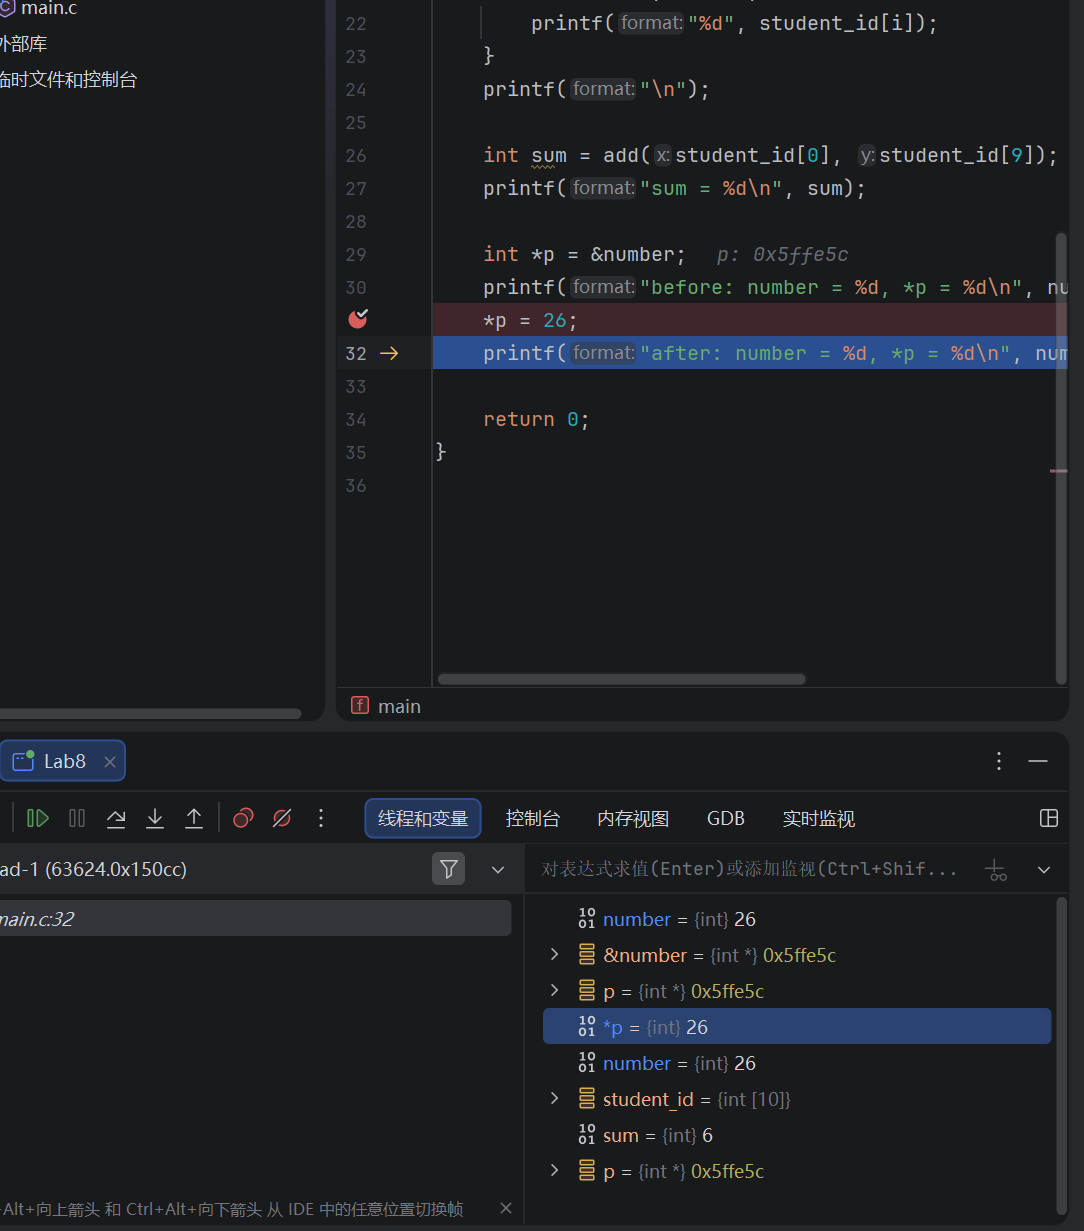 main.c
外部库
临时文件和控制台
22 printf( format: "%d", student_id[i]);
23 }
24 printf( format: "\n");
25
26 int sum = add( x: student_id[0], y: student_id[9]);
27 printf( format: "sum = %d\n", sum);
28
29 int *p = &number; p: 0x5ffe5c
30 printf( format: "before: number = %d, *p = %d\n", nu
*p = 26;
32 printf( format: "after: number = %d, *p = %d\n", num
33
34 return 0;
35 }
36
main
Lab8
线程和变量 控制台 内存视图 GDB 实时监视
ad-1 (63624.0x150cc)
对表达式求值(Enter)或添加监视(Ctrl+Shif...
main.c:32
number = {int} 26
&number = {int *} 0x5ffe5c
p = {int *} 0x5ffe5c
*p = {int} 26
number = {int} 26
student_id = {int [10]}
sum = {int} 6
p = {int *} 0x5ffe5c
+Alt+向上箭头 和 Ctrl+Alt+向下箭头 从 IDE 中的任意位置切换帧